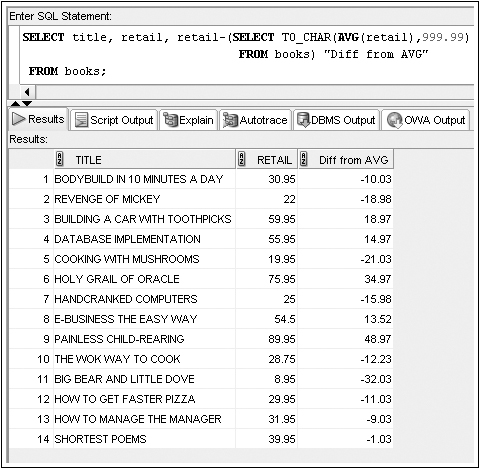 Enter SQL Statement:
SELECT title, retail, retail-(SELECT TO_CHAR(AVG(retail),999.99)
FROM books) "Diff from AVG"
FROM books;
Results Script Output Explain Autotrace DBMS Output OWA Output
Results:
TITLE RETAIL Diff from AVG
1 BODYBUILD IN 10 MINUTES A DAY 30.95 -10.03
2 REVENGE OF MICKEY 22 -18.98
3 BUILDING A CAR WITH TOOTHPICKS 59.95 18.97
4 DATABASE IMPLEMENTATION 55.95 14.97
5 COOKING WITH MUSHROOMS 19.95 -21.03
6 HOLY GRAIL OF ORACLE 75.95 34.97
7 HANDCRANKED COMPUTERS 25 -15.98
8 E-BUSINESS THE EASY WAY 54.5 13.52
9 PAINLESS CHILD-REARING 89.95 48.97
10 THE WOK WAY TO COOK 28.75 -12.23
11 BIG BEAR AND LITTLE DOVE 8.95 -32.03
12 HOW TO GET FASTER PIZZA 29.95 -11.03
13 HOW TO MANAGE THE MANAGER 31.95 -9.03
14 SHORTEST POEMS 39.95 -1.03